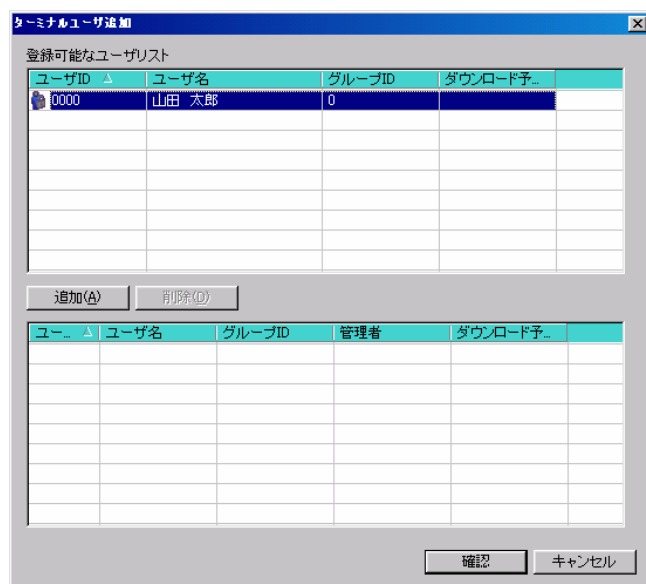 ターミナルユーザ追加
登録可能なユーザリスト
ユーザID ユーザ名 グループID ダウンロード予...
0000 山田 太郎 0
追加(A) 削除(D)
ユー... ユーザ名 グループID 管理者 ダウンロード予...
確認 キャンセル